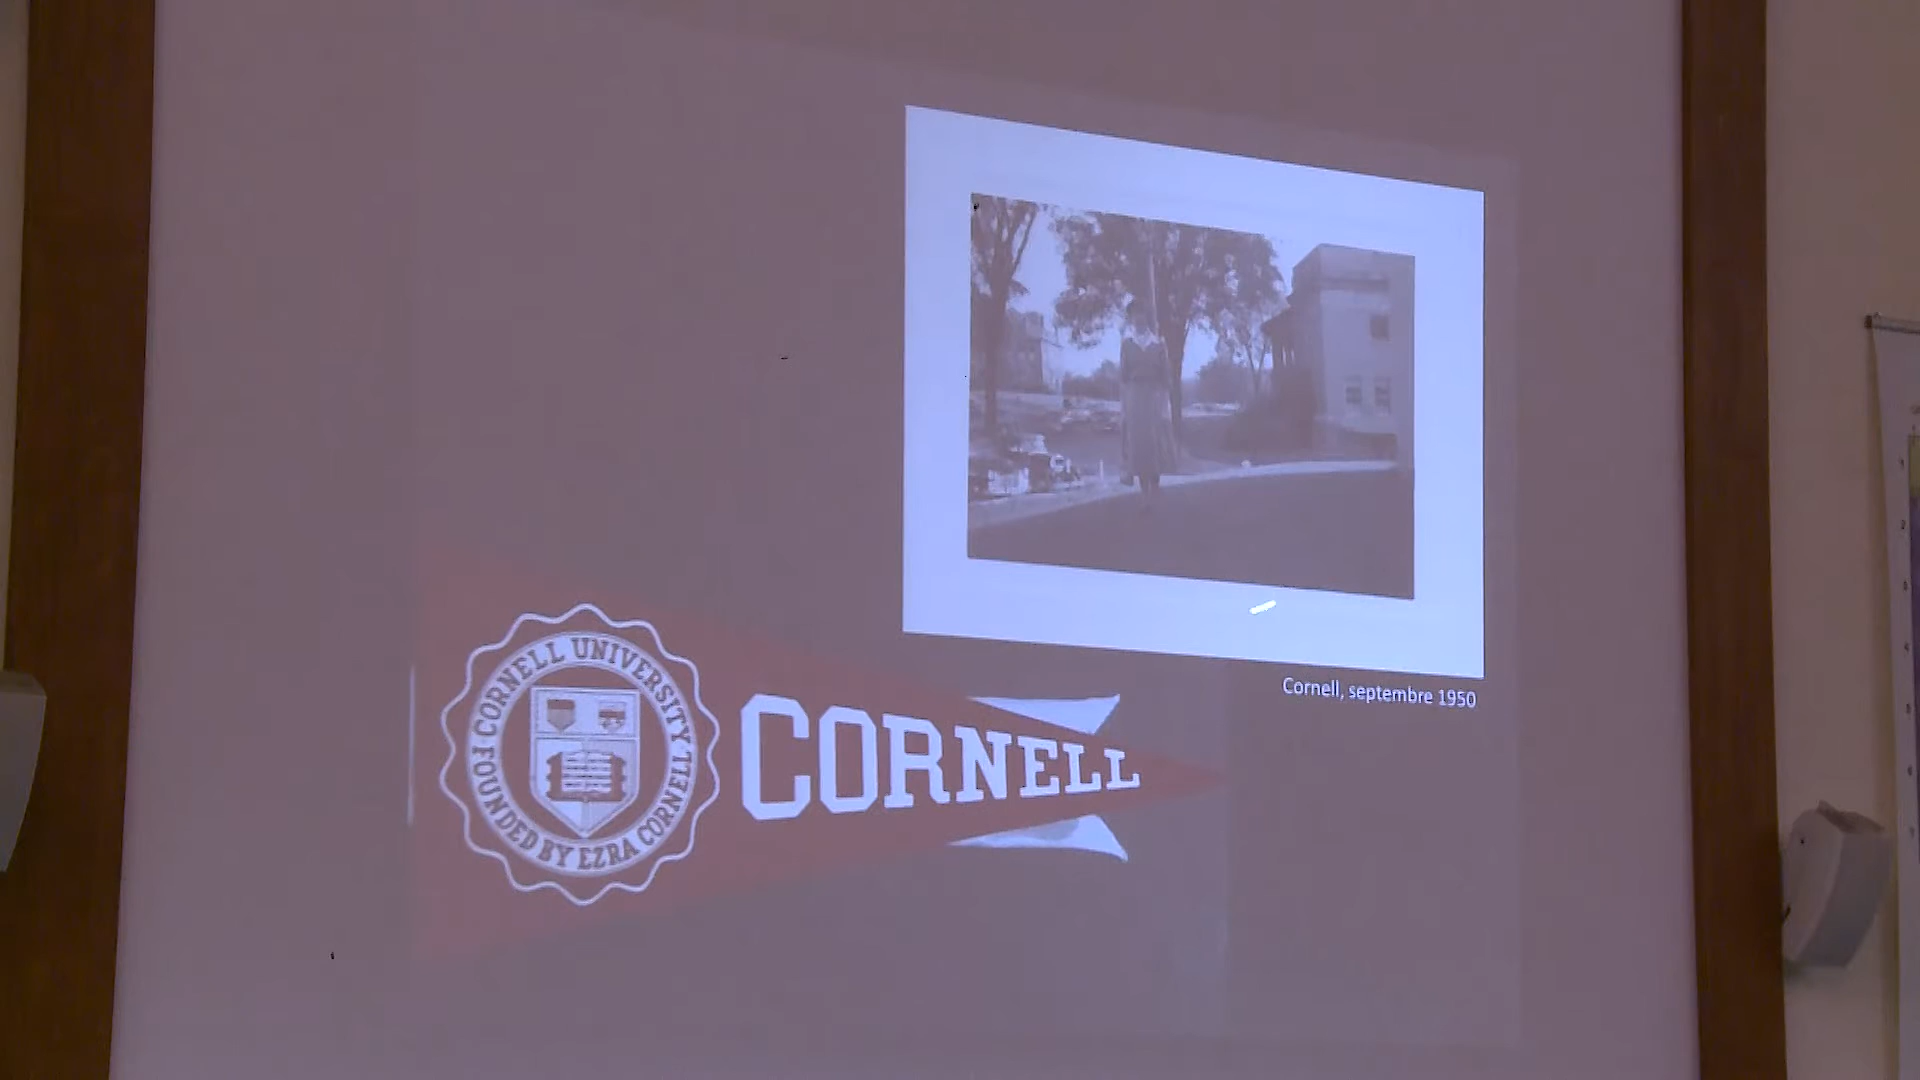 Cornell, septembre 1950
CORNELL UNIVERSITY
FOUNDED BY EZRA CORNELL
CORNELL